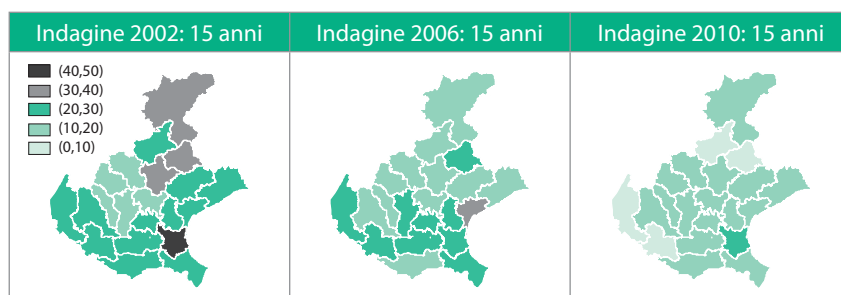 Indagine 2002: 15 anni
Indagine 2006: 15 anni
Indagine 2010: 15 anni
(40,50)
(30,40)
(20,30)
(10,20)
(0,10)